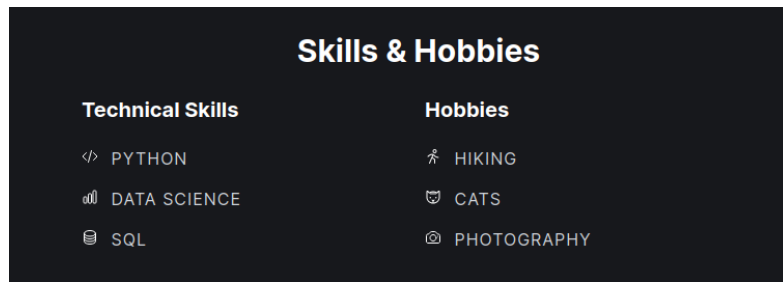 Skills & Hobbies
Technical Skills
PYTHON
DATA SCIENCE
SQL
Hobbies
HIKING
CATS
PHOTOGRAPHY